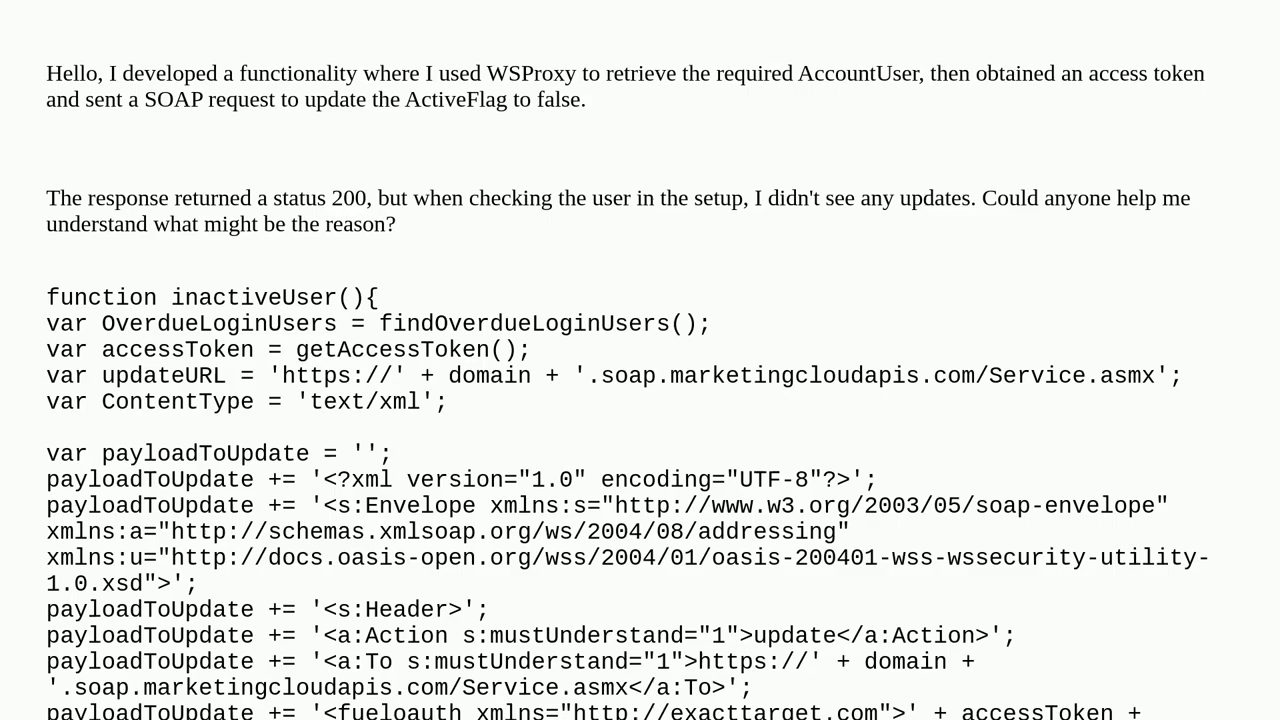 Hello, I developed a functionality where I used WSProxy to retrieve the required AccountUser, then obtained an access token
and sent a SOAP request to update the ActiveFlag to false.
The response returned a status 200, but when checking the user in the setup, I didn't see any updates. Could anyone help me
understand what might be the reason?
function inactiveUser(){
var OverdueLoginUsers = findOverdueLoginUsers();
var accessToken = getAccessToken();
var updateURL = 'https://' + domain + '.soap.marketingcloudapis.com/Service.asmx';
var ContentType = 'text/xml';
var payloadToUpdate = '';
payloadToUpdate += '<?xml version="1.0" encoding="UTF-8"?>';
payloadToUpdate += '<s:Envelope xmlns:s="http://www.w3.org/2003/05/soap-envelope"
xmlns:a="http://schemas.xmlsoap.org/ws/2004/08/addressing"
xmlns:u="http://docs.oasis-open.org/wss/2004/01/oasis-200401-wss-wssecurity-utility-
1.0.xsd">';
payloadToUpdate += '<s:Header>';
payloadToUpdate += '<a:Action s:mustUnderstand="1">update</a:Action>';
payloadToUpdate += '<a:To s:mustUnderstand="1">https://' + domain +
'.soap.marketingcloudapis.com/Service.asmx</a:To>';
payloadToUpdate += '<fueloauth xmlns="http://exacttarget.com">' + accessToken +